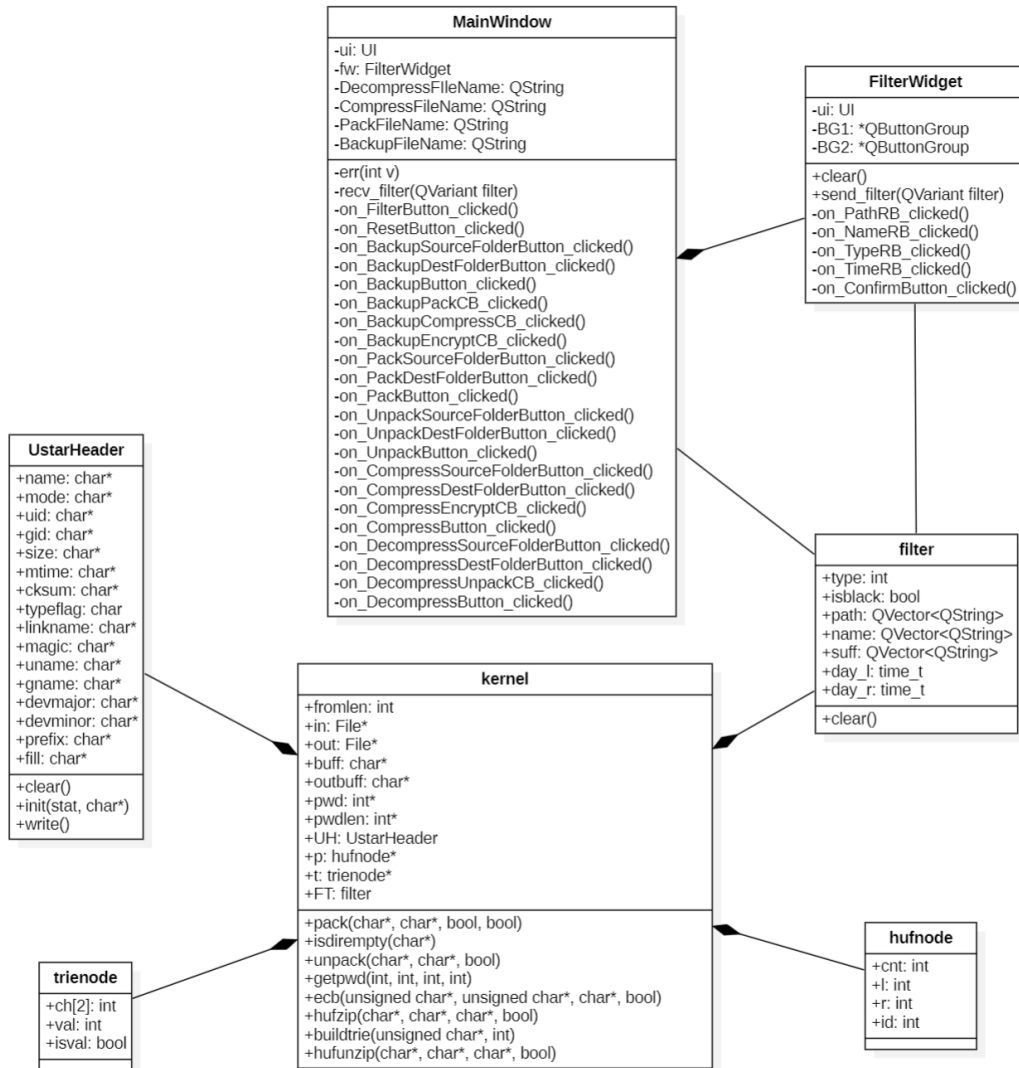 MainWindow
-ui: UI
-fw: FilterWidget
-DecompressFIleName: QString
-CompressFileName: QString
-PackFileName: QString
-BackupFileName: QString
-err(int v)
-recv_filter(QVariant filter)
-on_FilterButton_clicked()
-on_ResetButton_clicked()
-on_BackupSourceFolderButton_clicked()
-on_BackupDestFolderButton_clicked()
-on_BackupButton_clicked()
-on_BackupPackCB_clicked()
-on_BackupCompressCB_clicked()
-on_BackupEncryptCB_clicked()
-on_PackSourceFolderButton_clicked()
-on_PackDestFolderButton_clicked()
-on_PackButton_clicked()
-on_UnpackSourceFolderButton_clicked()
-on_UnpackDestFolderButton_clicked()
-on_UnpackButton_clicked()
-on_CompressSourceFolderButton_clicked()
-on_CompressDestFolderButton_clicked()
-on_CompressEncryptCB_clicked()
-on_CompressButton_clicked()
-on_DecompressSourceFolderButton_clicked()
-on_DecompressDestFolderButton_clicked()
-on_DecompressUnpackCB_clicked()
-on_DecompressButton_clicked()
FilterWidget
-ui: UI
-BG1: *QButtonGroup
-BG2: *QButtonGroup
+clear()
+send_filter(QVariant filter)
-on_PathRB_clicked()
-on_NameRB_clicked()
-on_TypeRB_clicked()
-on_TimeRB_clicked()
-on_ConfirmButton_clicked()
UstarHeader
+name: char*
+mode: char*
+uid: char*
+gid: char*
+size: char*
+mtime: char*
+cksum: char*
+typeflag: char
+linkname: char*
+magic: char*
+uname: char*
+gname: char*
+devmajor: char*
+devminor: char*
+prefix: char*
+fill: char*
+clear()
+init(stat, char*)
+write()
filter
+type: int
+isblack: bool
+path: QVector<QString>
+name: QVector<QString>
+suff: QVector<QString>
+day_l: time_t
+day_r: time_t
+clear()
kernel
+fromlen: int
+in: File*
+out: File*
+buff: char*
+outbuff: char*
+pwd: int*
+pwdlen: int*
+UH: UstarHeader
+p: hufnode*
+t: trienode*
+FT: filter
+pack(char*, char*, bool, bool)
+isdirempty(char*)
+unpack(char*, char*, bool)
+getpwd(int, int, int, int)
+ecb(unsigned char*, unsigned char*, char*, bool)
+hufzip(char*, char*, char*, bool)
+buildtrie(unsigned char*, int)
+hufunzip(char*, char*, char*, bool)
trienode
+ch[2]: int
+val: int
+isval: bool
hufnode
+cnt: int
+l: int
+r: int
+id: int